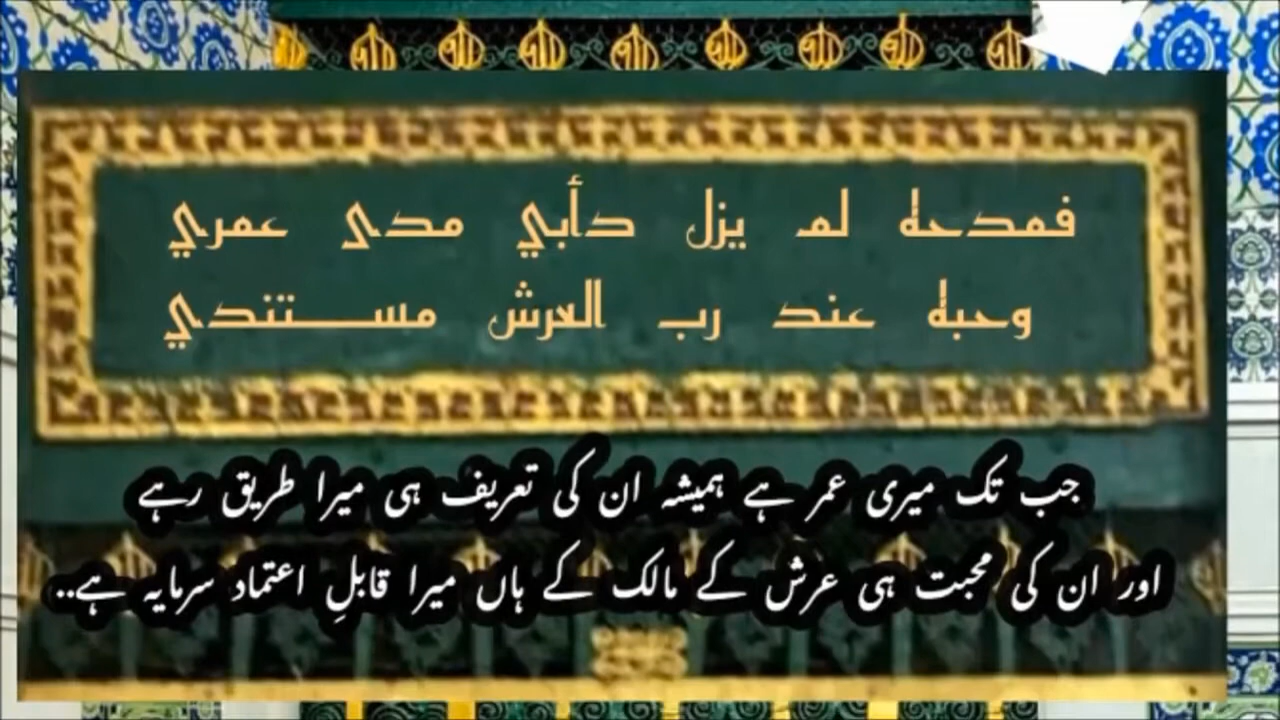 فمدحه لم يزل دأبي مدى عمري
وحبه عند رب العرش مستندي
جب تک میری عمر ہے ہمیشہ ان کی تعریف ہی میرا طریق رہے
اور ان کی محبت ہی عرش کے مالک کے ہاں میرا قابلِ اعتماد سرمایہ ہے..